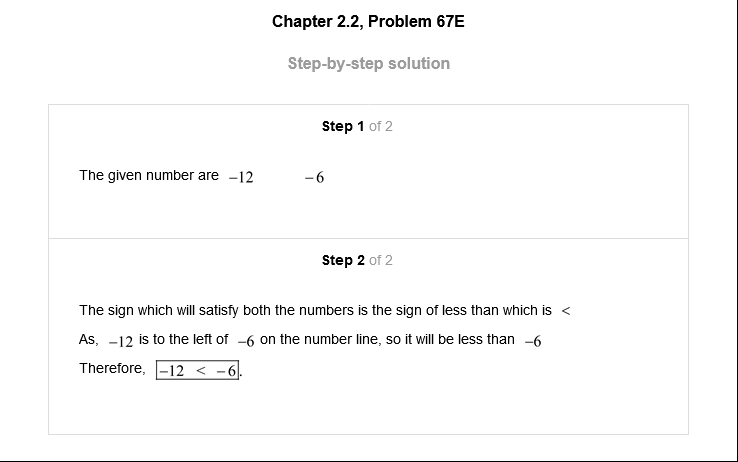 Chapter 2.2, Problem 67E
Step-by-step solution
Step 1 of 2
The given number are −12 −6
Step 2 of 2
The sign which will satisfy both the numbers is the sign of less than which is <
As, −12 is to the left of −6 on the number line, so it will be less than −6
Therefore, −12 < −6.